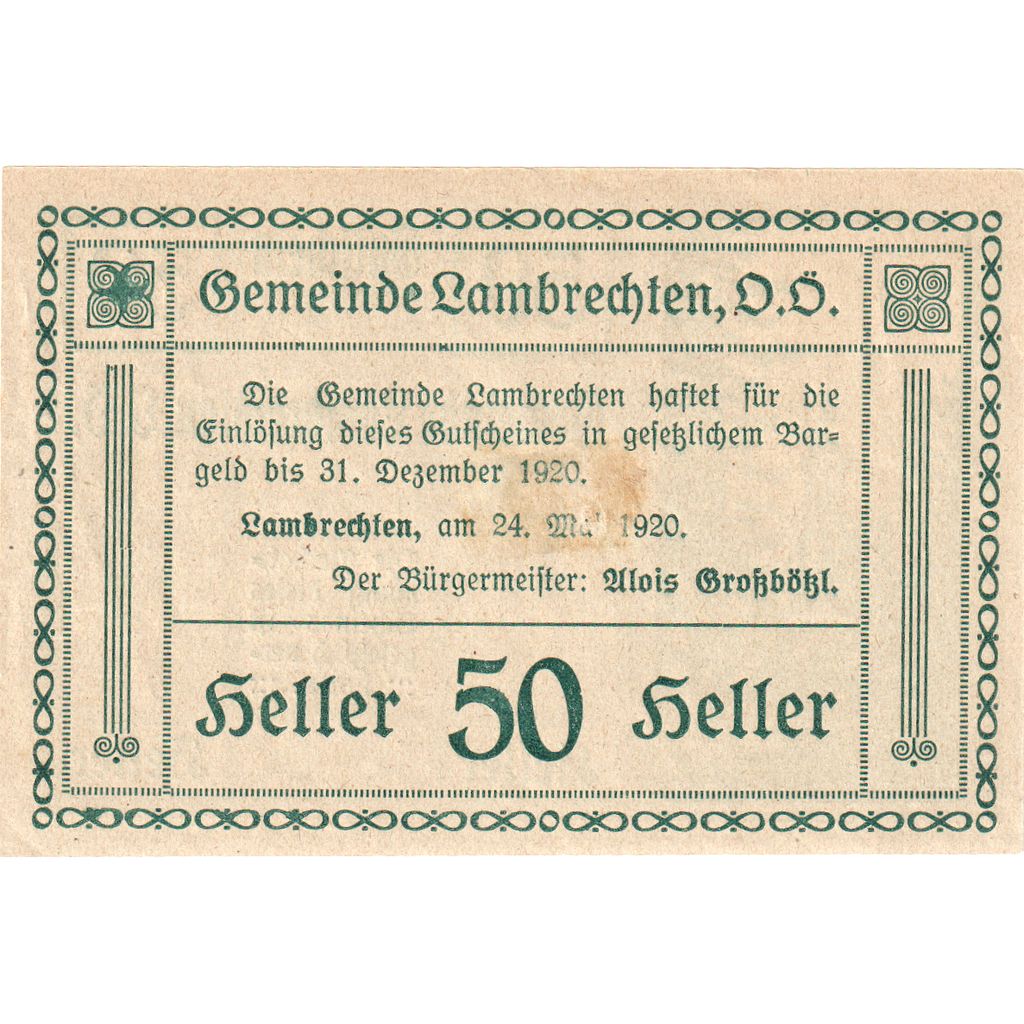 Gemeinde Lambrechten, O.Ö.
Die Gemeinde Lambrechten haftet für die
Einlösung dieses Gutscheines in gesetzlichem Bar=
geld bis 31. Dezember 1920.
Lambrechten, am 24. Mai 1920.
Der Bürgermeister: Alois Großbötzl.
Heller 50 Heller